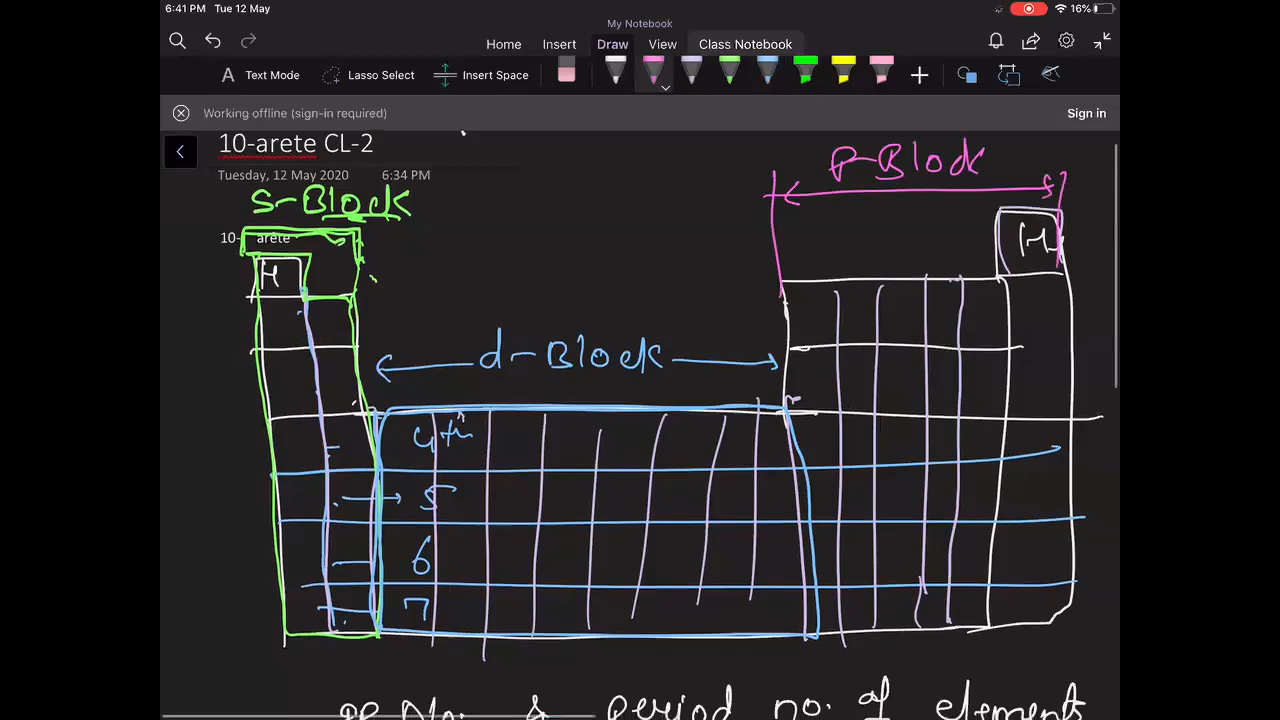 6:41 PM Tue 12 May
16%
My Notebook
Home Insert Draw View Class Notebook
Text Mode Lasso Select Insert Space
Working offline (sign-in required) Sign in
10-arete CL-2
Tuesday, 12 May 2020 6:34 PM
P-Block
S-Block
10- arete
H
H
d-Block
4th
5
6
7
No. & period no. of elements